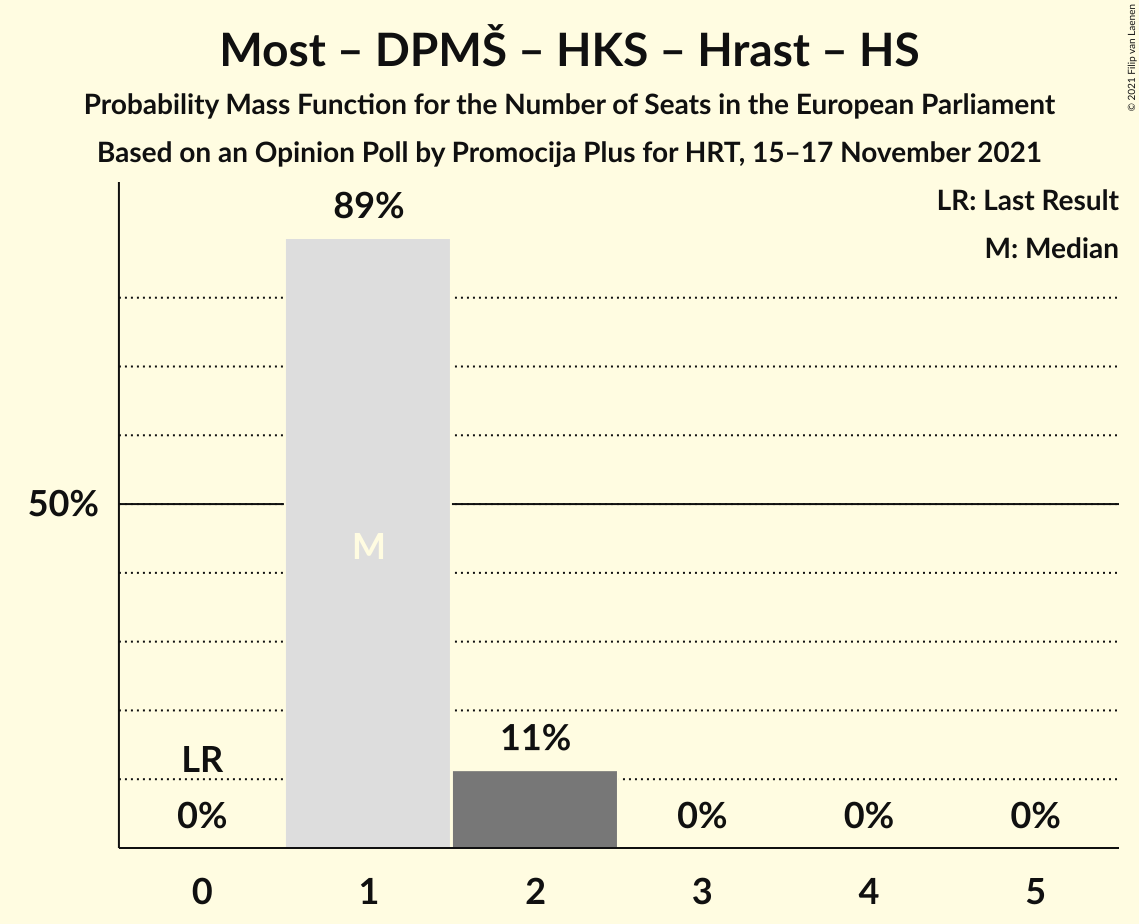 Most – DPMŠ – HKS – Hrast – HS
Probability Mass Function for the Number of Seats in the European Parliament
Based on an Opinion Poll by Promocija Plus for HRT, 15–17 November 2021
© 2021 Filip van Laenen
LR: Last Result
M: Median
89%
50%
M
11%
LR
0%
0%
0%
0%
0
1
2
3
4
5